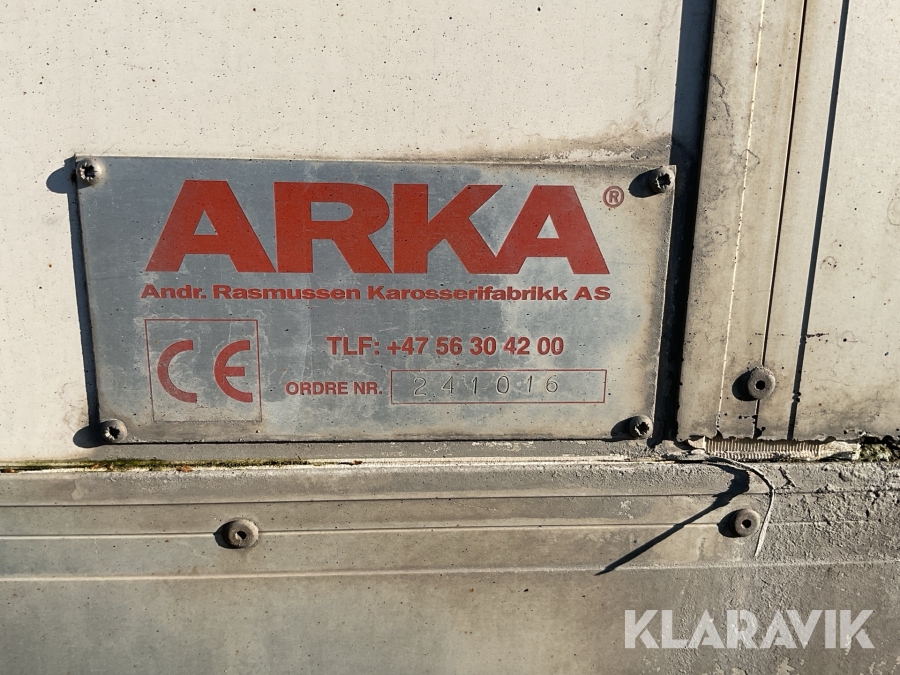 ARKA®
Andr. Rasmussen Karosserifabrikk AS
CE
TLF: +47 56 30 42 00
ORDRE NR. 241016
KLARAVIK